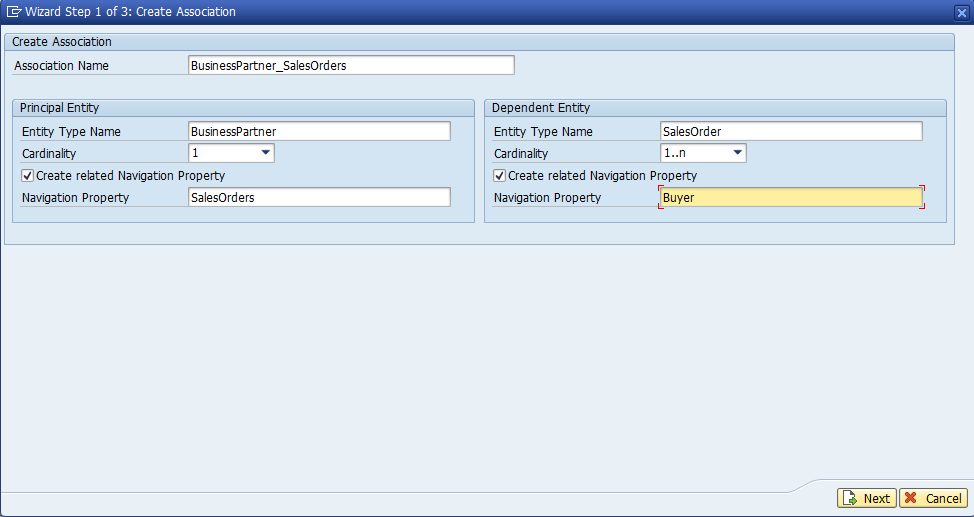 Wizard Step 1 of 3: Create Association
Create Association
Association Name BusinessPartner_SalesOrders
Principal Entity
Entity Type Name BusinessPartner
Cardinality 1
Create related Navigation Property
Navigation Property SalesOrders
Dependent Entity
Entity Type Name SalesOrder
Cardinality 1..n
Create related Navigation Property
Navigation Property Buyer
Next Cancel